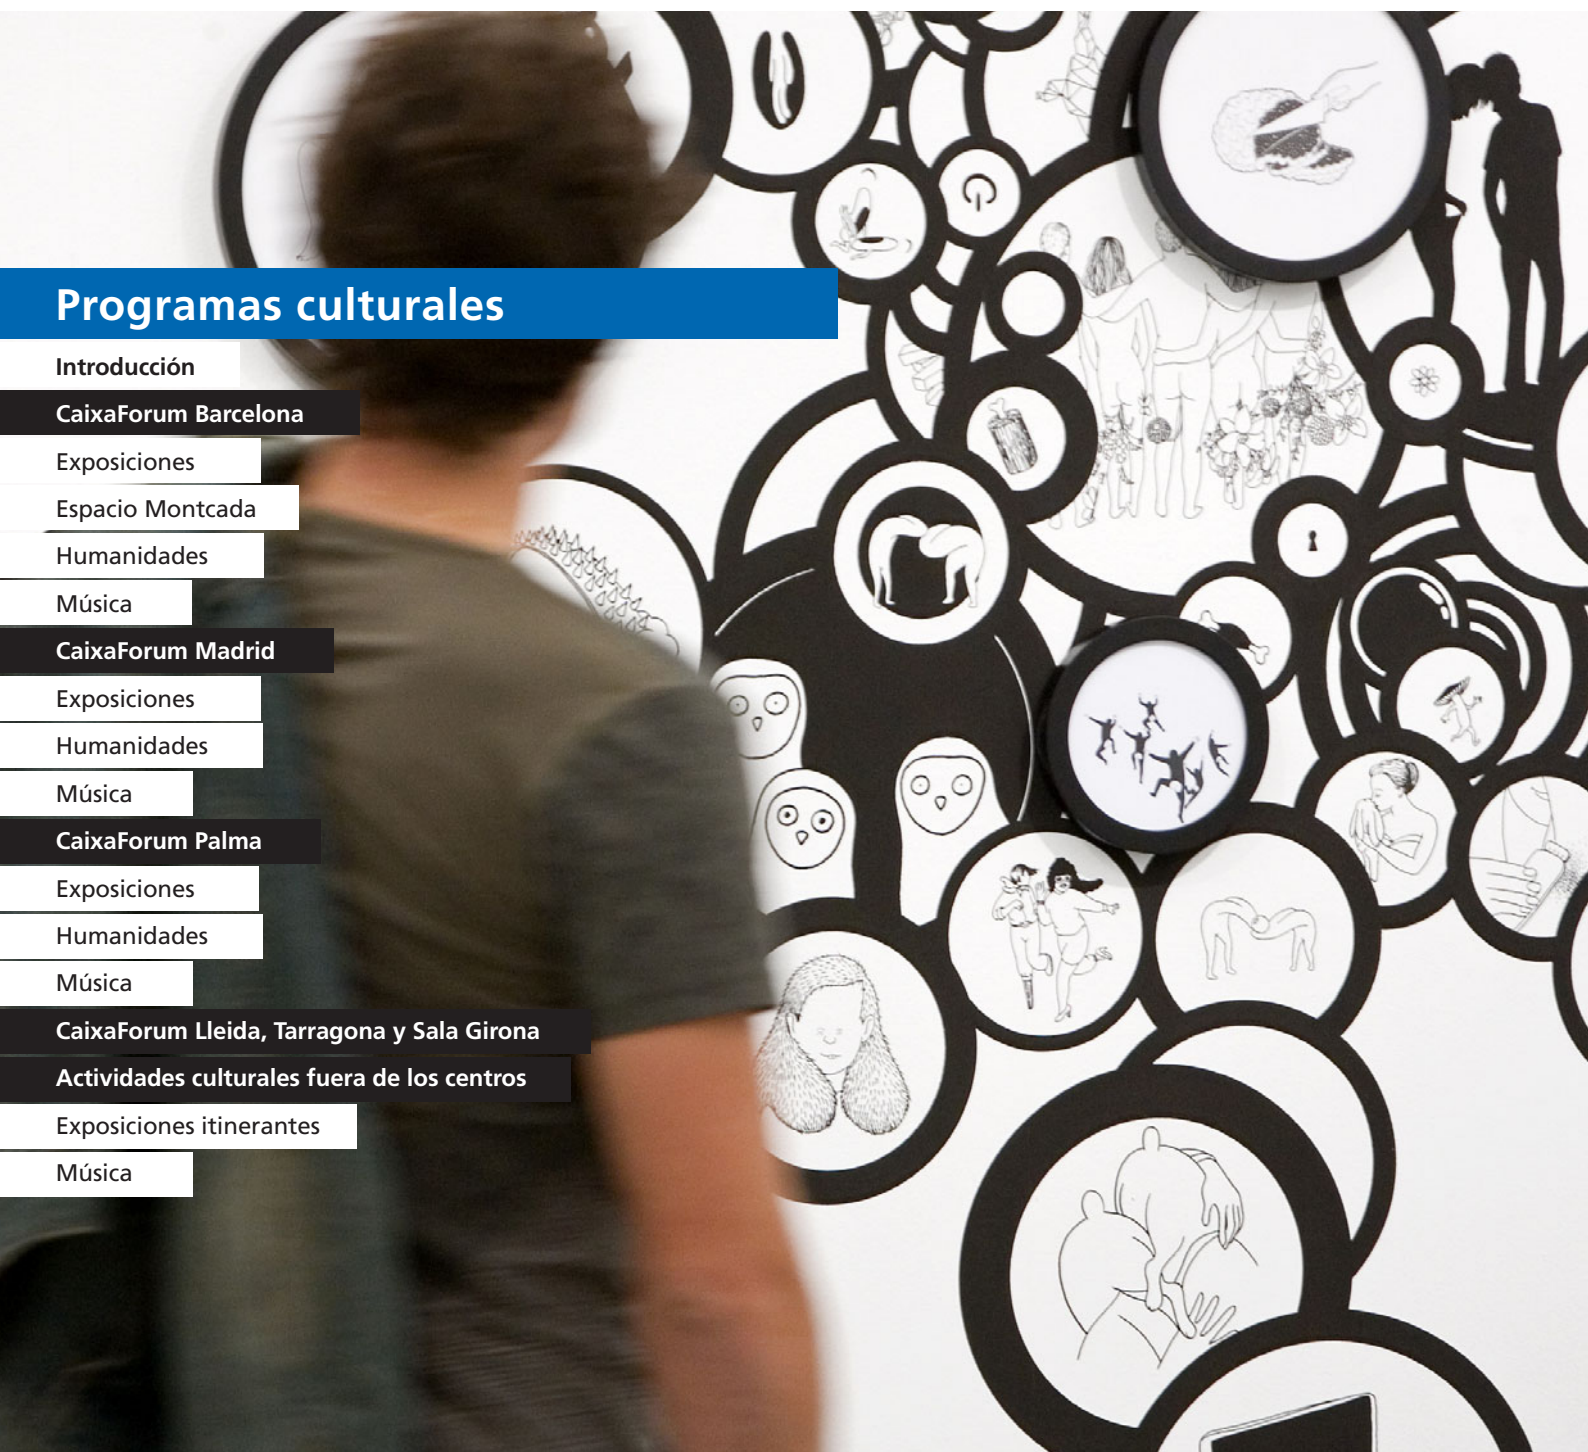 Programas culturales
Introducción
CaixaForum Barcelona
Exposiciones
Espacio Montcada
Humanidades
Música
CaixaForum Madrid
Exposiciones
Humanidades
Música
CaixaForum Palma
Exposiciones
Humanidades
Música
CaixaForum Lleida, Tarragona y Sala Girona
Actividades culturales fuera de los centros
Exposiciones itinerantes
Música